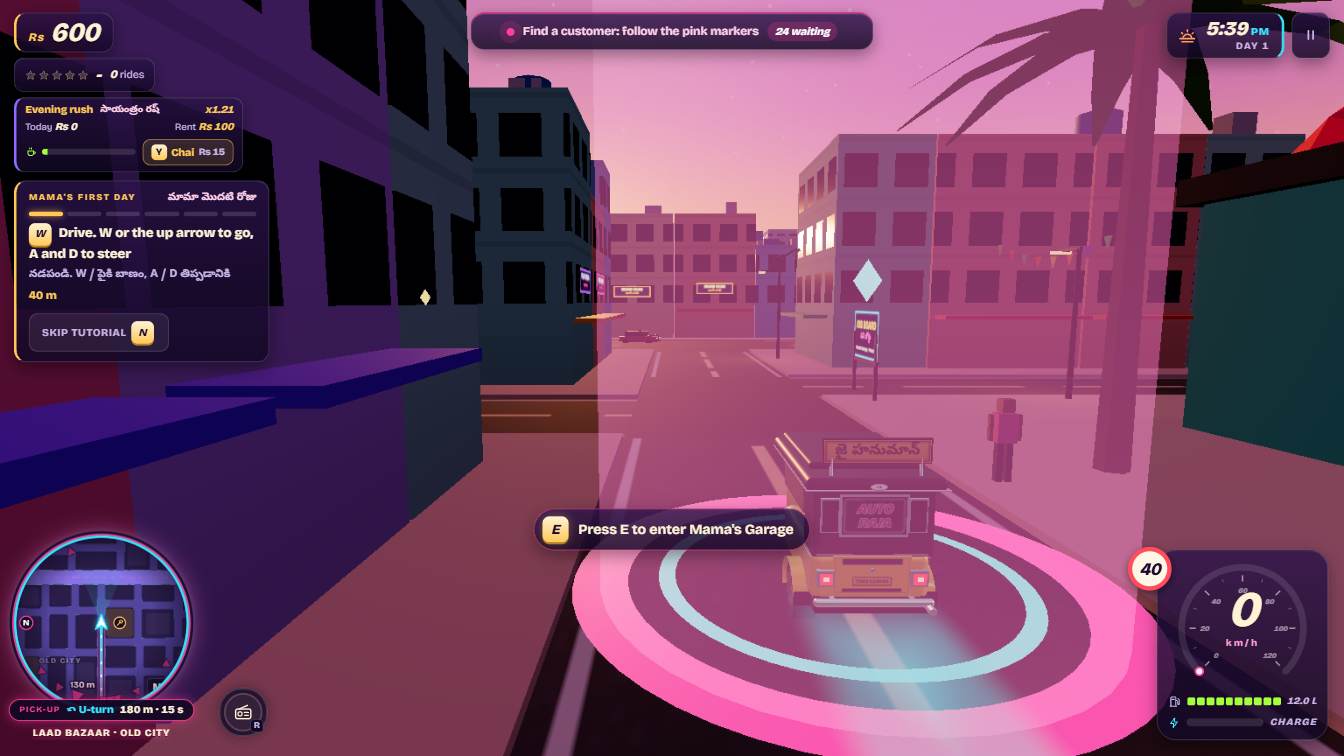 Rs 600
Find a customer: follow the pink markers 24 waiting
5:39 PM
DAY 1
– 0 rides
Evening rush సాయంత్రం రష్ x1.21
Today Rs 0 Rent Rs 100
Y Chai Rs 15
MAMA'S FIRST DAY మామా మొదటి రోజు
W Drive. W or the up arrow to go,
A and D to steer
నడపండి. W / పైకి బాణం, A / D తిప్పడానికి
40 m
SKIP TUTORIAL N
జై హనుమాన్
AUTO
RAJA
E Press E to enter Mama's Garage
40
0
km/h
0 20 40 60 80 100 120
12.0 L
CHARGE
N
OLD CITY
130 m
M
PICK-UP U-turn 180 m · 15 s
LAAD BAZAAR · OLD CITY
R